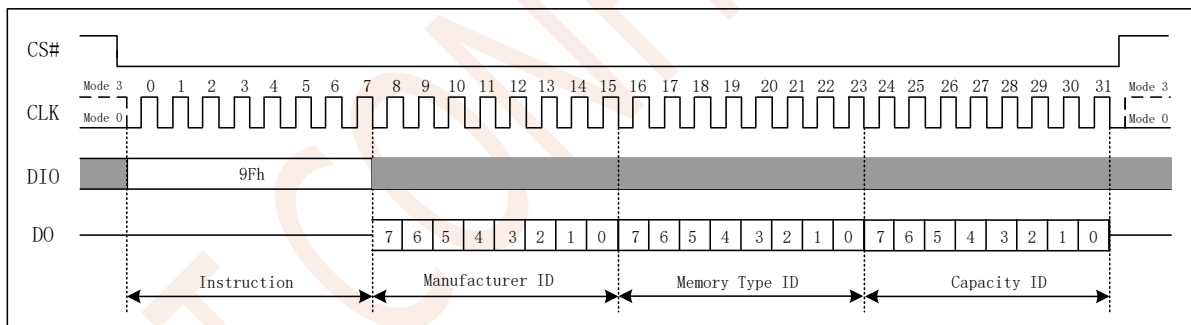 CS#
Mode 3 0 1 2 3 4 5 6 7 8 9 10 11 12 13 14 15 16 17 18 19 20 21 22 23 24 25 26 27 28 29 30 31 Mode 3
CLK
Mode 0 Mode 0
DIO 9Fh
DO 7 6 5 4 3 2 1 0 7 6 5 4 3 2 1 0 7 6 5 4 3 2 1 0
Instruction Manufacturer ID Memory Type ID Capacity ID